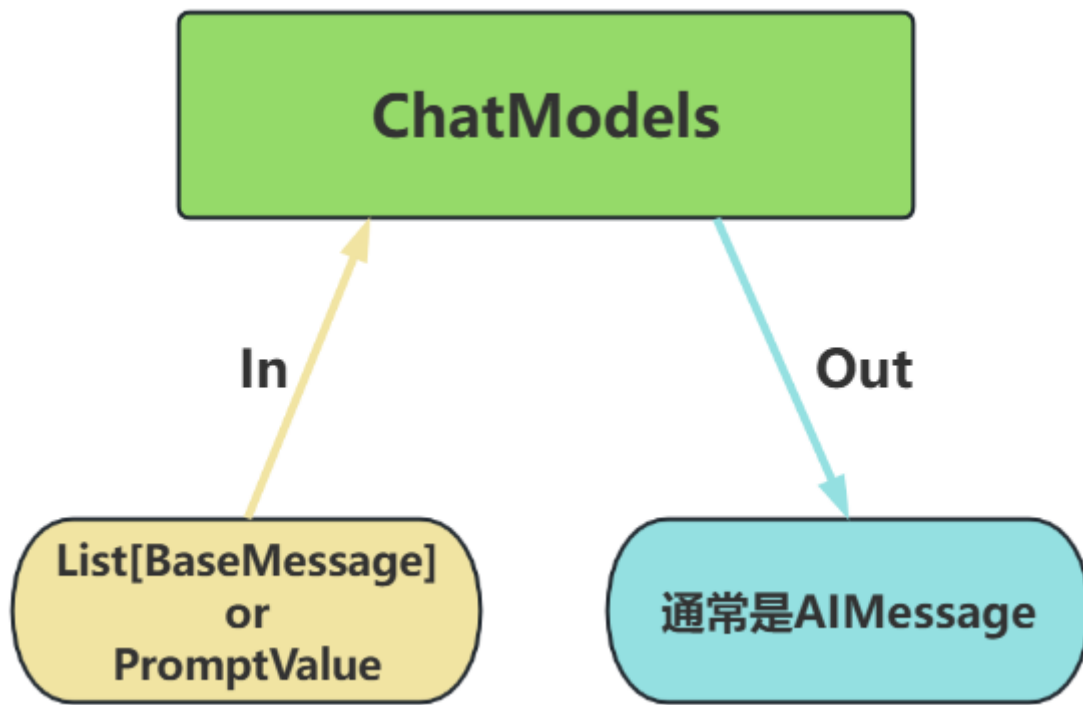 ChatModels
In
Out
List[BaseMessage]
or
PromptValue
通常是AIMessage